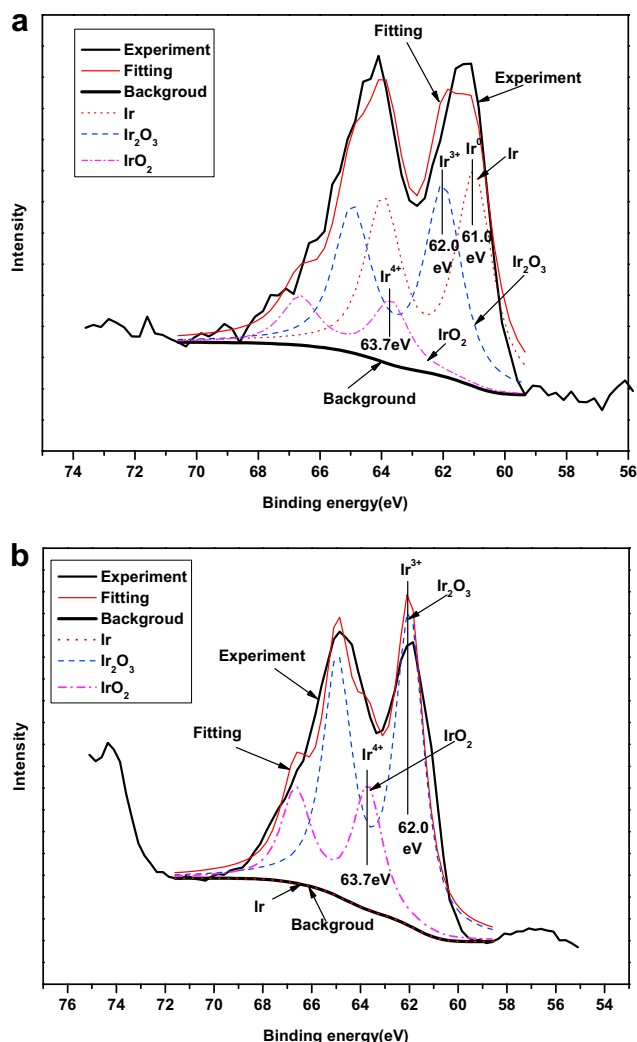 a
Experiment
Fitting
Backgroud
Ir
Ir₂O₃
IrO₂
Fitting
Experiment
Ir³⁺
Ir⁰
Ir
62.0
eV
61.0
eV
Ir₂O₃
Ir⁴⁺
63.7eV
IrO₂
Background
Intensity
74 72 70 68 66 64 62 60 58 56
Binding energy(eV)
b
Experiment
Fitting
Backgroud
Ir
Ir₂O₃
IrO₂
Ir³⁺
Ir₂O₃
Experiment
Fitting
Ir⁴⁺
IrO₂
62.0
eV
63.7eV
Ir
Backgroud
Intensity
76 74 72 70 68 66 64 62 60 58 56 54
Binding energy(eV)